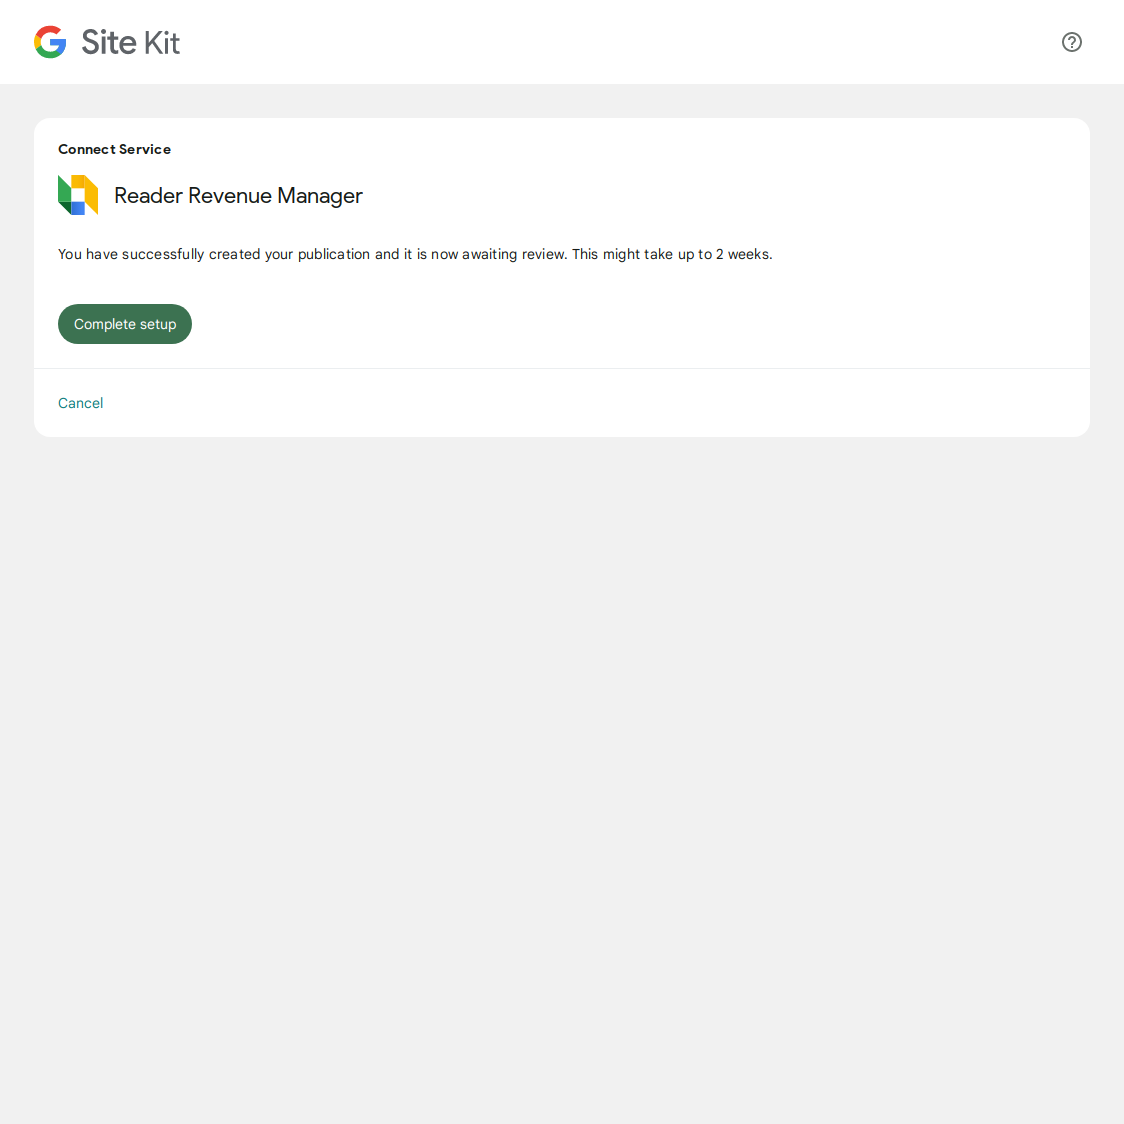 Site Kit
Connect Service
Reader Revenue Manager
You have successfully created your publication and it is now awaiting review. This might take up to 2 weeks.
Complete setup
Cancel